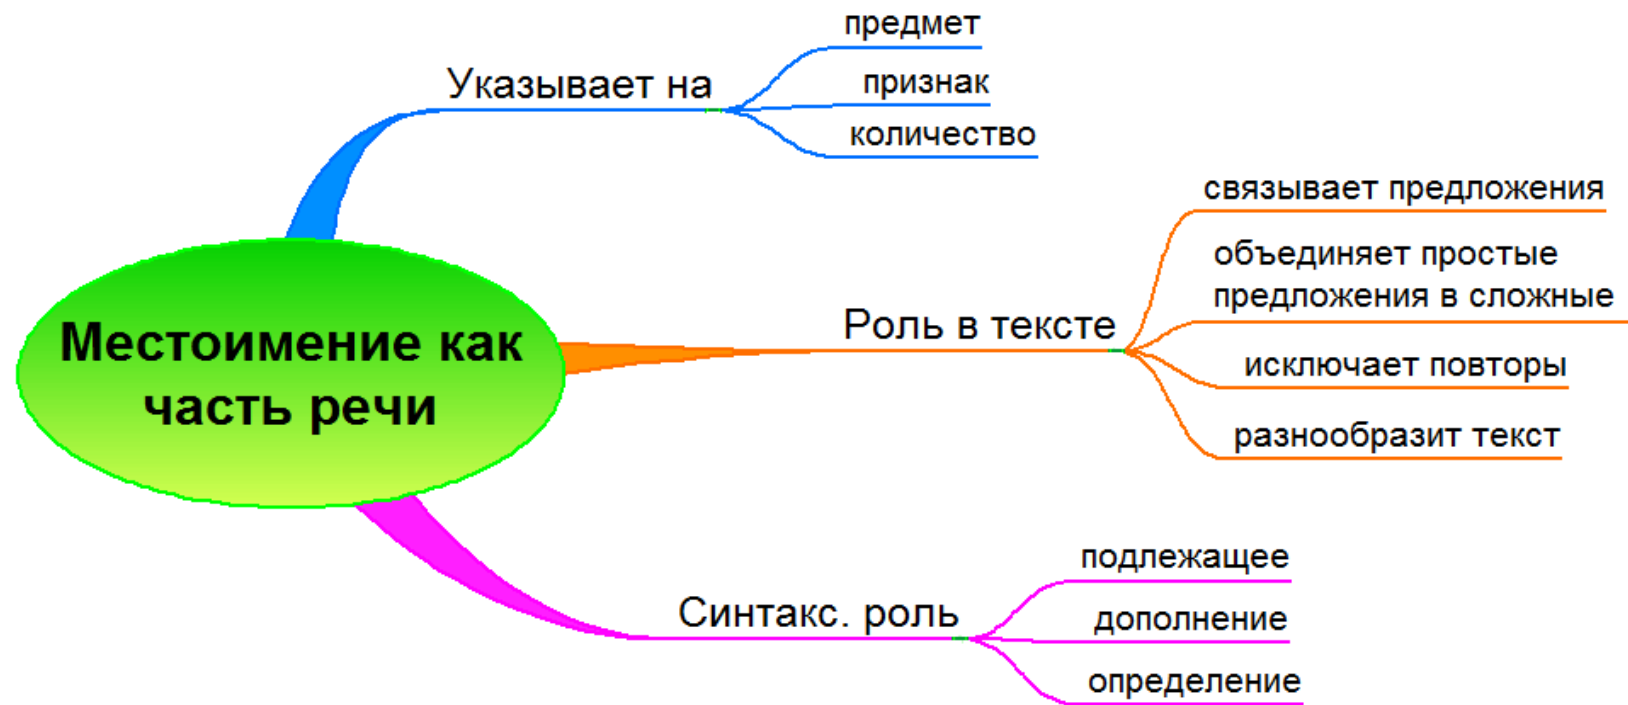 Местоимение как
часть речи
Указывает на
предмет
признак
количество
Роль в тексте
связывает предложения
объединяет простые
предложения в сложные
исключает повторы
разнообразит текст
Синтакс. роль
подлежащее
дополнение
определение